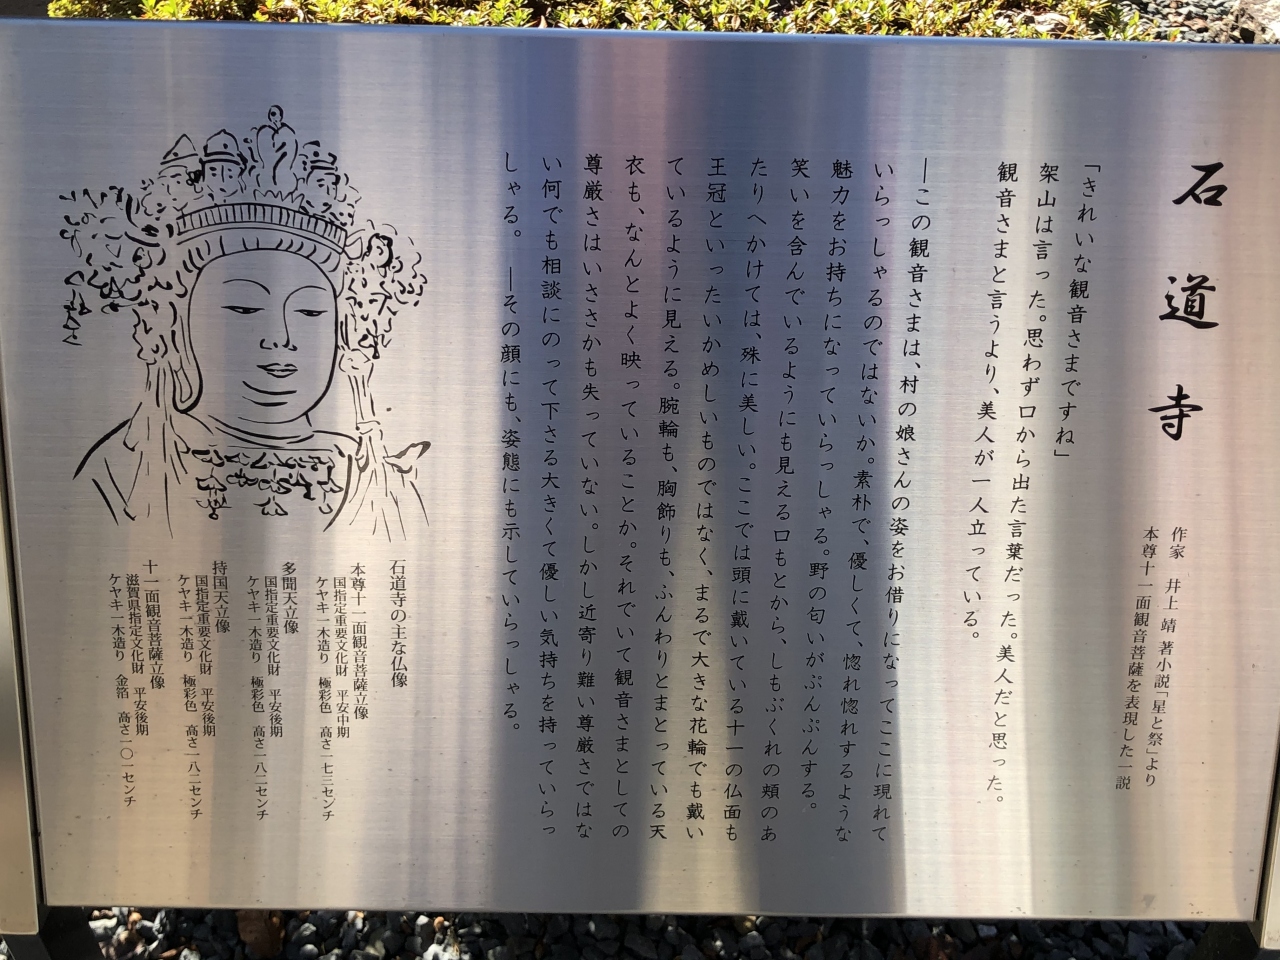 石道寺
作家 井上靖 著小説「星と祭」より
本尊十一面観音菩薩を表現した一説
「きれいな観音さまですね」
架山は言った。思わず口から出た言葉だった。美人だと思った。
観音さまと言うより、美人が一人立っている。
―この観音さまは、村の娘さんの姿をお借りになってここに現れて
いらっしゃるのではないか。素朴で、優しくて、惚れ惚れするような
魅力をお持ちになっていらっしゃる。野の匂いがぷんぷんする。
笑いを含んでいるようにも見える口もとから、しもぶくれの頬のあ
たりへかけては、殊に美しい。ここでは頭に戴いている十一の仏面も
王冠といったいかめしいものではなく、まるで大きな花輪でも戴い
ているように見える。腕輪も、胸飾りも、ふんわりとまとっている天
衣も、なんとよく映っていることか。それでいて観音さまとしての
尊厳さはいささかも失っていない。しかし近寄り難い尊厳さではな
い何でも相談にのって下さる大きくて優しい気持ちを持っていらっ
しゃる。 ―その顔にも、姿態にも示していらっしゃる。
石道寺の主な仏像
本尊十一面観音菩薩立像
国指定重要文化財 平安中期
ケヤキ一木造り 極彩色 高さ一七三センチ
多聞天立像
国指定重要文化財 平安後期
ケヤキ一木造り 極彩色 高さ一八二センチ
持国天立像
国指定重要文化財 平安後期
ケヤキ一木造り 極彩色 高さ一八二センチ
十一面観音菩薩立像
滋賀県指定文化財 平安後期
ケヤキ一木造り 金箔 高さ一〇一センチ